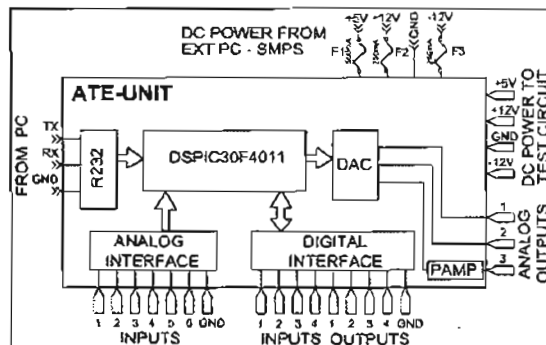 DC POWER FROM
EXT PC - SMPS
+5V
+12V
GND
-12V
F1
F2
F3
ATE-UNIT
FROM PC
TX
RX
GND
R232
DSPIC30F4011
DAC
+5V
+12V
GND
-12V
DC POWER TO
TEST CIRCUIT
ANALOG
INTERFACE
DIGITAL
INTERFACE
PAMP
1
2
3
ANALOG
OUTPUTS
1 2 3 4 5 6 GND
INPUTS
1 2 3 4 1 2 3 4 GND
INPUTS OUTPUTS